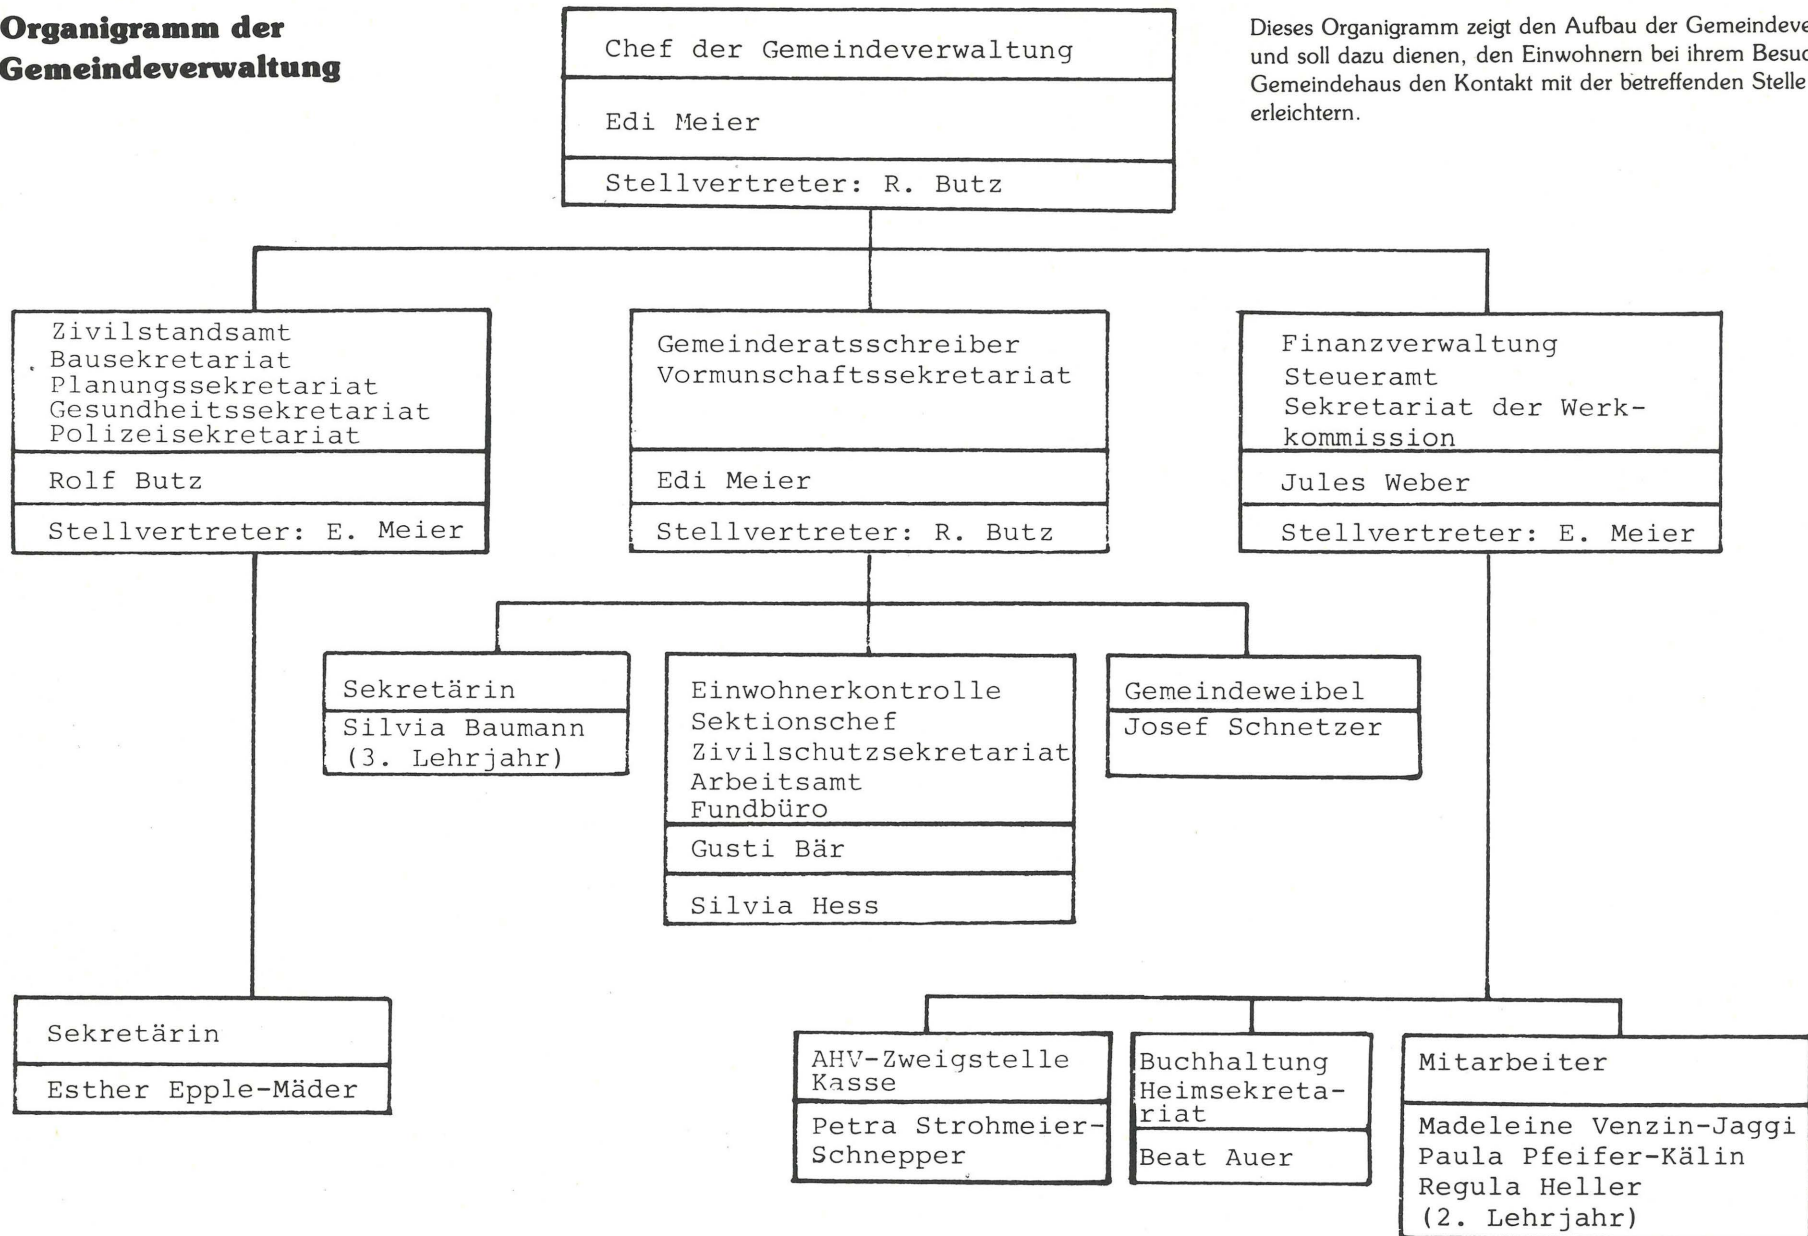 Organigramm der
Gemeindeverwaltung
Chef der Gemeindeverwaltung
Edi Meier
Stellvertreter: R. Butz
Dieses Organigramm zeigt den Aufbau der
und soll dazu dienen, den Einwohnern bei ihrem
Gemeindehaus den Kontakt mit der betreffenden Stelle
erleichtern.
Zivilstandsamt
Bausekretariat
Planungssekretariat
Gesundheitssekretariat
Polizeisekretariat
Rolf Butz
Stellvertreter: E. Meier
Gemeinderatsschreiber
Vormunschaftssekretariat
Edi Meier
Stellvertreter: R. Butz
Finanzverwaltung
Steueramt
Sekretariat der Werk-
kommission
Jules Weber
Stellvertreter: E. Meier
Sekretärin
Silvia Baumann
(3. Lehrjahr)
Einwohnerkontrolle
Sektionschef
Zivilschutzsekretariat
Arbeitsamt
Fundbüro
Gusti Bär
Silvia Hess
Gemeindeweibel
Josef Schnetzer
Sekretärin
Esther Epple-Mäder
AHV-Zweigstelle
Kasse
Petra Strohmeier-
Schnepper
Buchhaltung
Heimsekreta-
riat
Beat Auer
Mitarbeiter
Madeleine Venzin-Jaggi
Paula Pfeifer-Kälin
Regula Heller
(2. Lehrjahr)